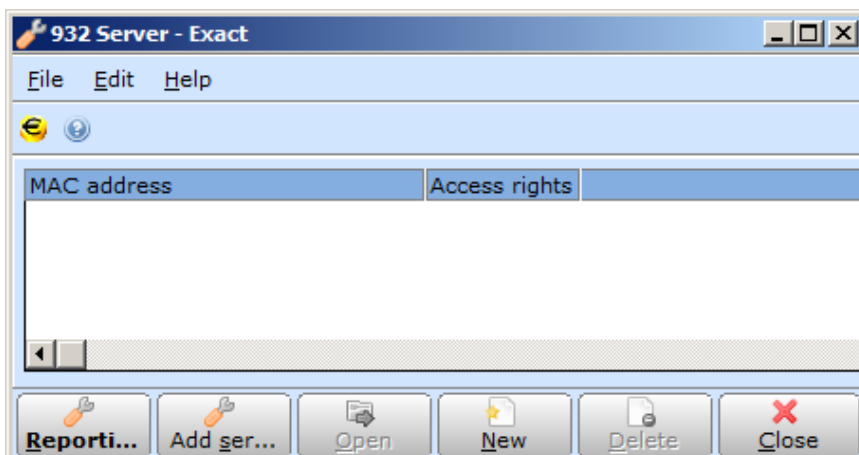 932 Server - Exact
File Edit Help
MAC address Access rights
Reporti... Add ser... Open New Delete Close